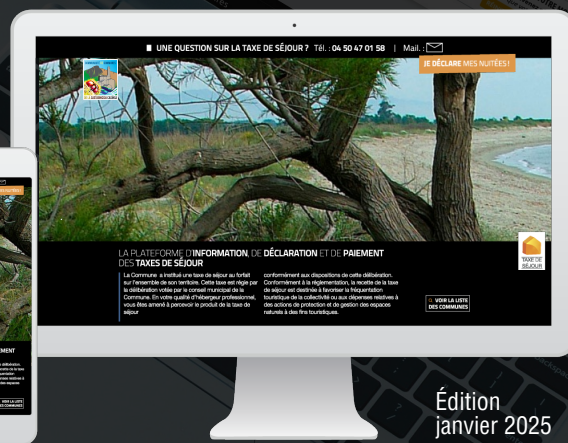 UNE QUESTION SUR LA TAXE DE SÉJOUR ? Tél. : 04 50 47 01 58 | Mail. :
JE DÉCLARE MES NUITÉES !
LA PLATEFORME D'INFORMATION, DE DÉCLARATION ET DE PAIEMENT
DES TAXES DE SÉJOUR
La Commune a institué une taxe de séjour au forfait
sur l'ensemble de son territoire. Cette taxe est régie par
la délibération votée par le conseil municipal de la
Commune. En votre qualité d'hébergeur professionnel,
vous êtes amené à percevoir le produit de la taxe de
séjour
conformément aux dispositions de cette délibération.
Conformément à la réglementation, la recette de la taxe
de séjour est destinée à favoriser la fréquentation
touristique de la collectivité ou aux dépenses relatives à
des actions de protection et de gestion des espaces
naturels à des fins touristiques.
TAXE DE
SÉJOUR
VOIR LA LISTE
DES COMMUNES
Édition
janvier 2025